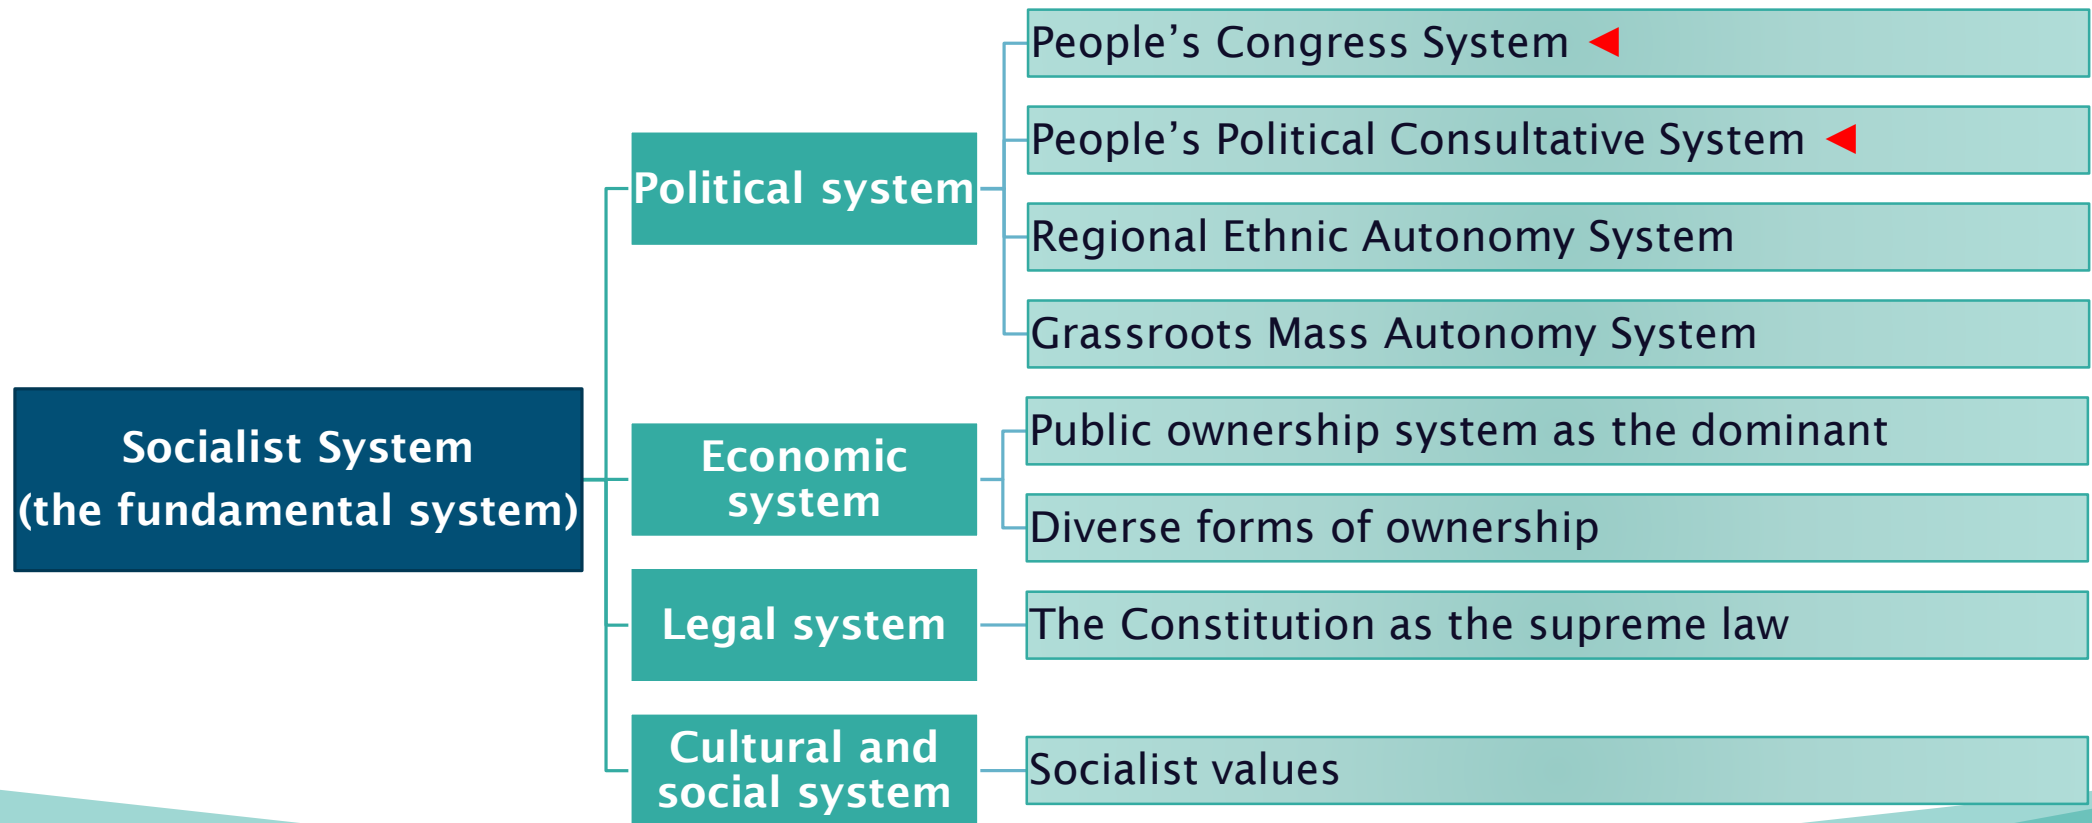 Socialist System
(the fundamental system)
Political system
People’s Congress System
People’s Political Consultative System
Regional Ethnic Autonomy System
Grassroots Mass Autonomy System
Economic
system
Public ownership system as the dominant
Diverse forms of ownership
Legal system
The Constitution as the supreme law
Cultural and
social system
Socialist values